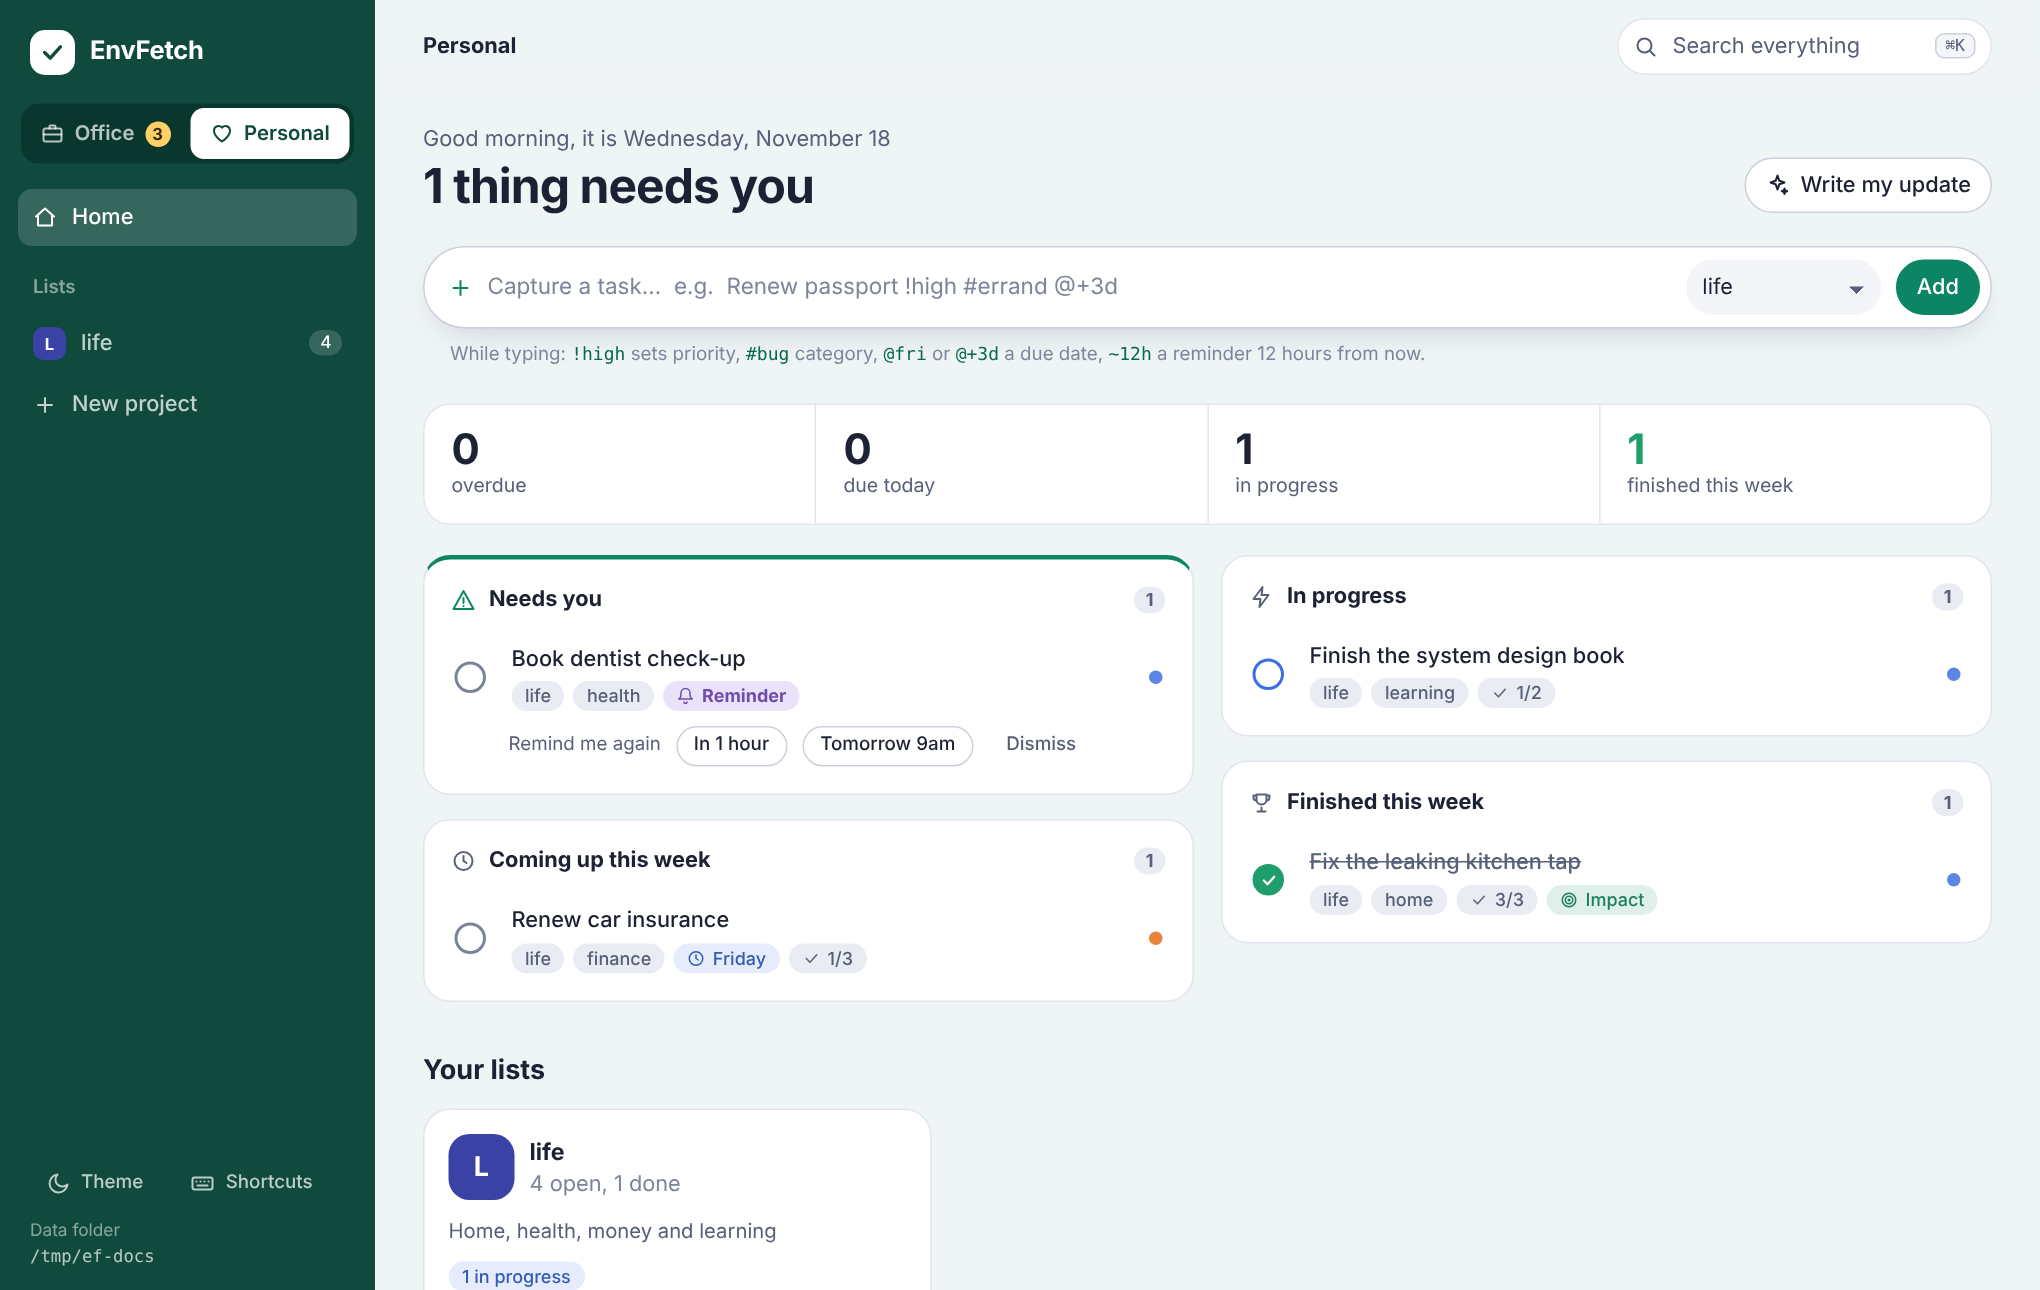 EnvFetch
Office 3 Personal
Home
Lists
L life 4
New project
Theme Shortcuts
Data folder
/tmp/ef-docs
Personal
Search everything ⌘K
Good morning, it is Wednesday, November 18
1 thing needs you
Write my update
Capture a task... e.g. Renew passport !high #errand @+3d
life
Add
While typing: !high sets priority, #bug category, @fri or @+3d a due date, ~12h a reminder 12 hours from now.
0
overdue
0
due today
1
in progress
1
finished this week
Needs you 1
Book dentist check-up
life health Reminder
Remind me again In 1 hour Tomorrow 9am Dismiss
Coming up this week 1
Renew car insurance
life finance Friday 1/3
In progress 1
Finish the system design book
life learning 1/2
Finished this week 1
Fix the leaking kitchen tap
life home 3/3 Impact
Your lists
L life
4 open, 1 done
Home, health, money and learning
1 in progress